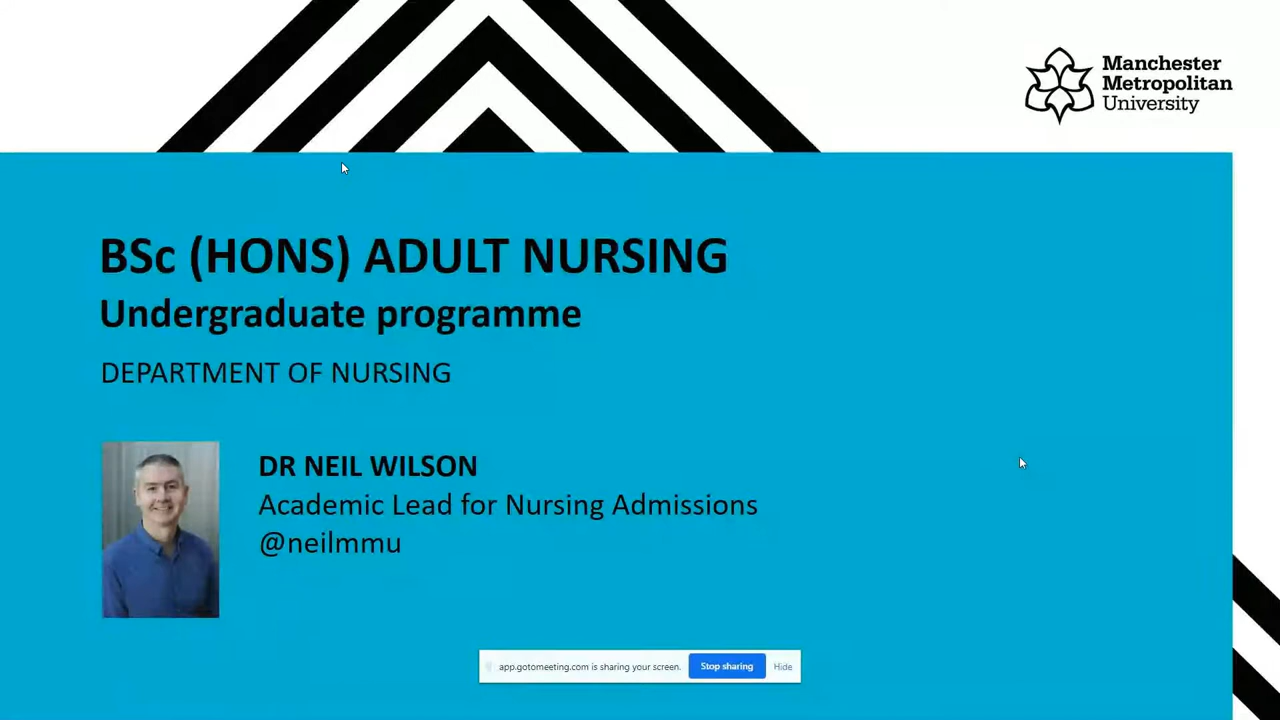 Manchester
Metropolitan
University
BSc (HONS) ADULT NURSING
Undergraduate programme
DEPARTMENT OF NURSING
DR NEIL WILSON
Academic Lead for Nursing Admissions
@neilmmu
app.gotomeeting.com is sharing your screen. Stop sharing Hide